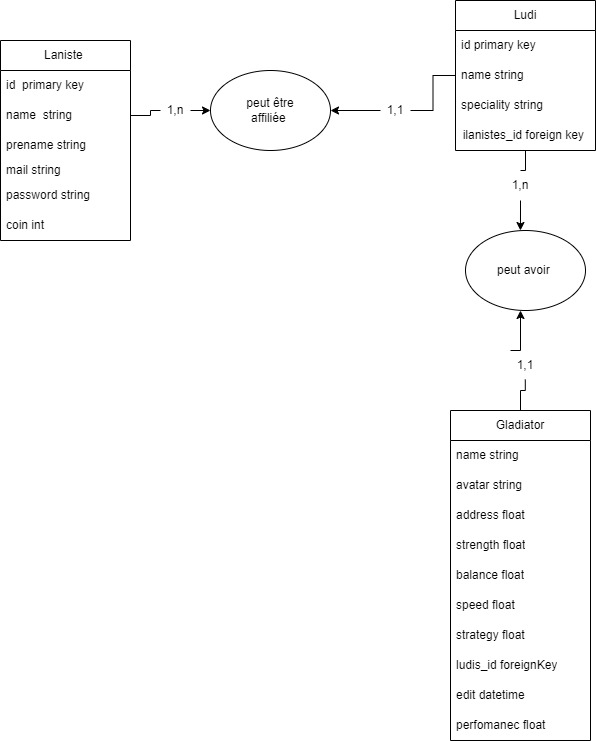 Laniste
id primary key
name string
prename string
mail string
password string
coin int
1,n
peut être
affiliée
1,1
Ludi
id primary key
name string
speciality string
ilanistes_id foreign key
1,n
peut avoir
1,1
Gladiator
name string
avatar string
address float
strength float
balance float
speed float
strategy float
ludis_id foreignKey
edit datetime
perfomanec float